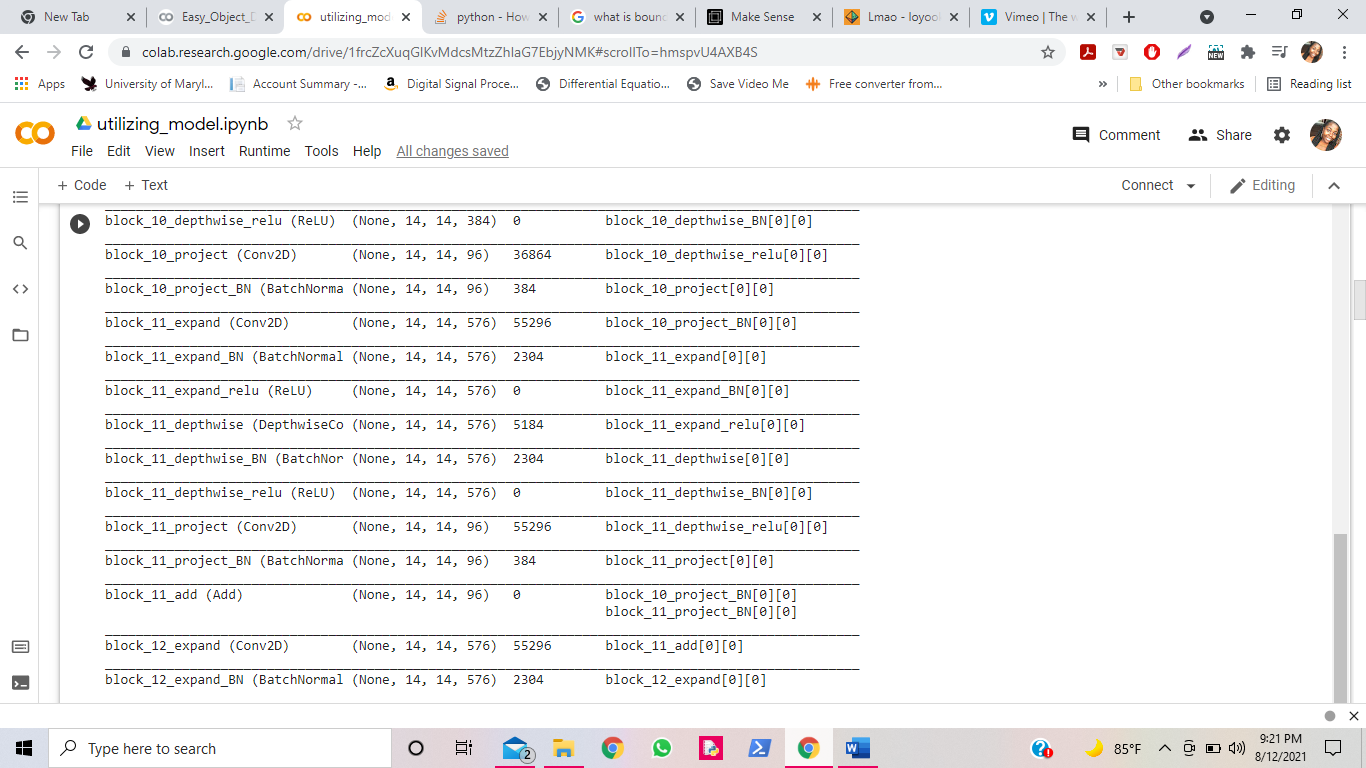 New Tab
Easy_Object_D
utilizing_mod
python - How
what is bounc
Make Sense
Lmao - loyool
Vimeo | The w
colab.research.google.com/drive/1frcZcXuqGlKvMdcsMtzZhlaG7EbjyNMK#scrollTo=hmspvU4AXB4S
NEW
Apps
University of Maryl...
Account Summary -...
Digital Signal Proce...
Differential Equatio...
Save Video Me
Free converter from...
»
Other bookmarks
Reading list
utilizing_model.ipynb
Comment
Share
File Edit View Insert Runtime Tools Help All changes saved
+ Code + Text
Connect
Editing
block_10_depthwise_relu (ReLU) (None, 14, 14, 384) 0 block_10_depthwise_BN[0][0]
block_10_project (Conv2D) (None, 14, 14, 96) 36864 block_10_depthwise_relu[0][0]
block_10_project_BN (BatchNorma (None, 14, 14, 96) 384 block_10_project[0][0]
block_11_expand (Conv2D) (None, 14, 14, 576) 55296 block_10_project_BN[0][0]
block_11_expand_BN (BatchNormal (None, 14, 14, 576) 2304 block_11_expand[0][0]
block_11_expand_relu (ReLU) (None, 14, 14, 576) 0 block_11_expand_BN[0][0]
block_11_depthwise (DepthwiseCo (None, 14, 14, 576) 5184 block_11_expand_relu[0][0]
block_11_depthwise_BN (BatchNor (None, 14, 14, 576) 2304 block_11_depthwise[0][0]
block_11_depthwise_relu (ReLU) (None, 14, 14, 576) 0 block_11_depthwise_BN[0][0]
block_11_project (Conv2D) (None, 14, 14, 96) 55296 block_11_depthwise_relu[0][0]
block_11_project_BN (BatchNorma (None, 14, 14, 96) 384 block_11_project[0][0]
block_11_add (Add) (None, 14, 14, 96) 0 block_10_project_BN[0][0]
block_11_project_BN[0][0]
block_12_expand (Conv2D) (None, 14, 14, 576) 55296 block_11_add[0][0]
block_12_expand_BN (BatchNormal (None, 14, 14, 576) 2304 block_12_expand[0][0]
Type here to search
2
85°F
9:21 PM
8/12/2021